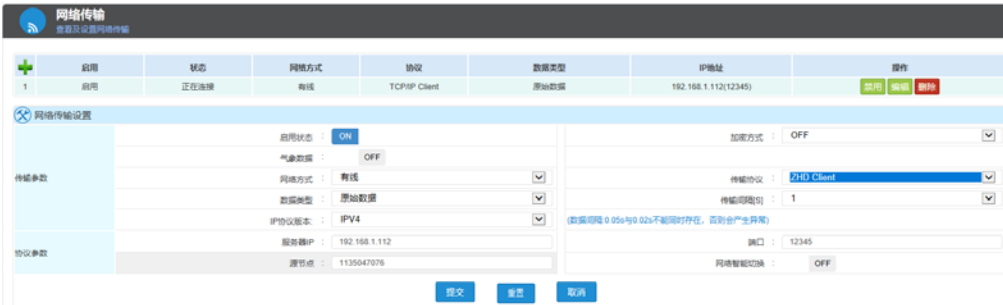 网络传输
查看及设置网络传输
启用 状态 网络方式 协议 数据类型 IP地址 操作
1 启用 正在连接 有线 TCP/IP Client 原始数据 192.168.1.112(12345) 禁用 编辑 删除
网络传输设置
启用状态 : ON 加密方式 : OFF
气象数据 : OFF
传输参数 网络方式 : 有线 传输协议 : ZHD Client
数据类型 : 原始数据 传输间隔[S] : 1
IP协议版本: IPV4 (数据间隔:0.05s与0.02s不能同时存在，否则会产生异常)
服务器IP : 192.168.1.112 端口 : 12345
协议参数
源节点 : 1135047076 网络智能切换 : OFF
提交 重置 取消